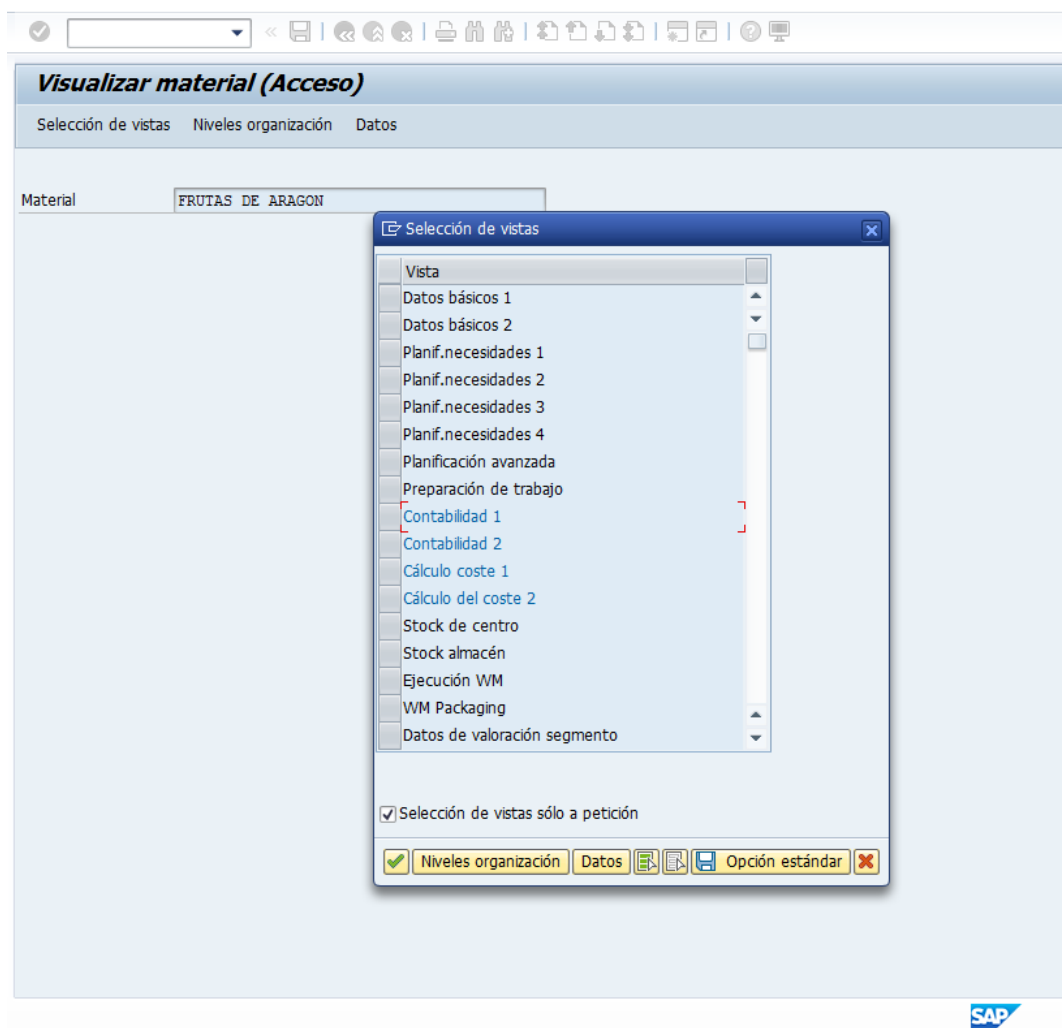 Visualizar material (Acceso)
Selección de vistas Niveles organización Datos
Material FRUTAS DE ARAGON
Selección de vistas
Vista
Datos básicos 1
Datos básicos 2
Planif.necesidades 1
Planif.necesidades 2
Planif.necesidades 3
Planif.necesidades 4
Planificación avanzada
Preparación de trabajo
Contabilidad 1
Contabilidad 2
Cálculo coste 1
Cálculo del coste 2
Stock de centro
Stock almacén
Ejecución WM
WM Packaging
Datos de valoración segmento
Selección de vistas sólo a petición
Niveles organización Datos Opción estándar
SAP